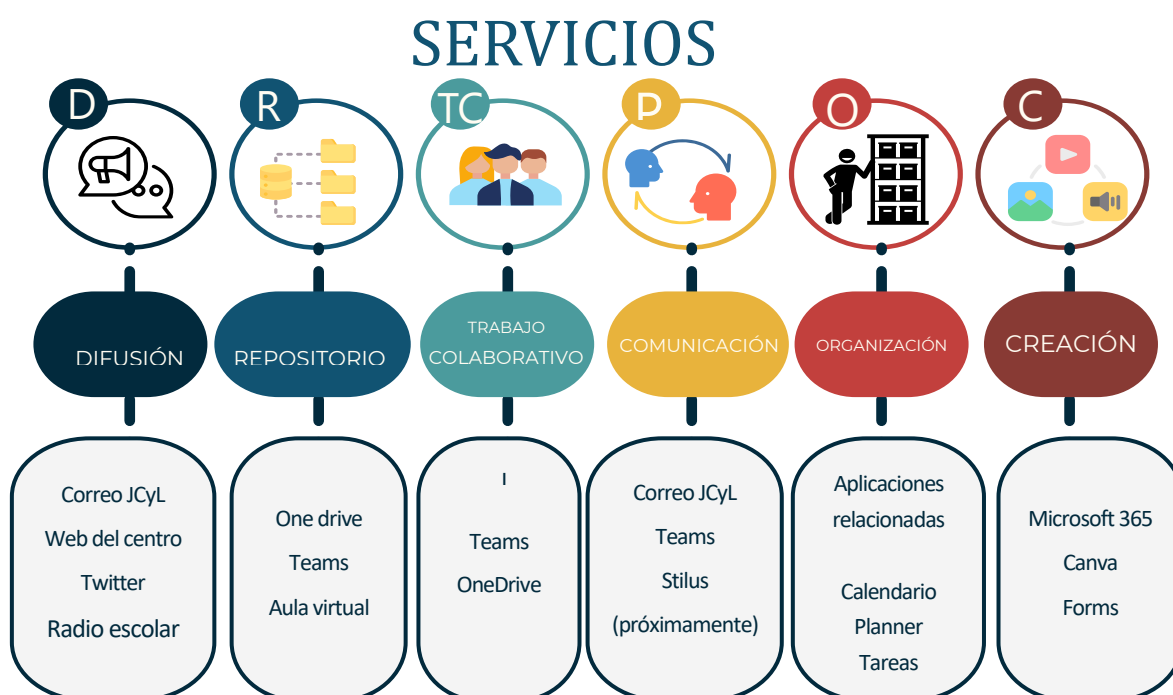 SERVICIOS
D
R
TC
P
O
C
DIFUSIÓN
REPOSITORIO
TRABAJO
COLABORATIVO
COMUNICACIÓN
ORGANIZACIÓN
CREACIÓN
Correo JCyL
Web del centro
Twitter
Radio escolar
One drive
Teams
Aula virtual
I
Teams
OneDrive
Correo JCyL
Teams
Stilus
(próximamente)
Aplicaciones
relacionadas
Calendario
Planner
Tareas
Microsoft 365
Canva
Forms